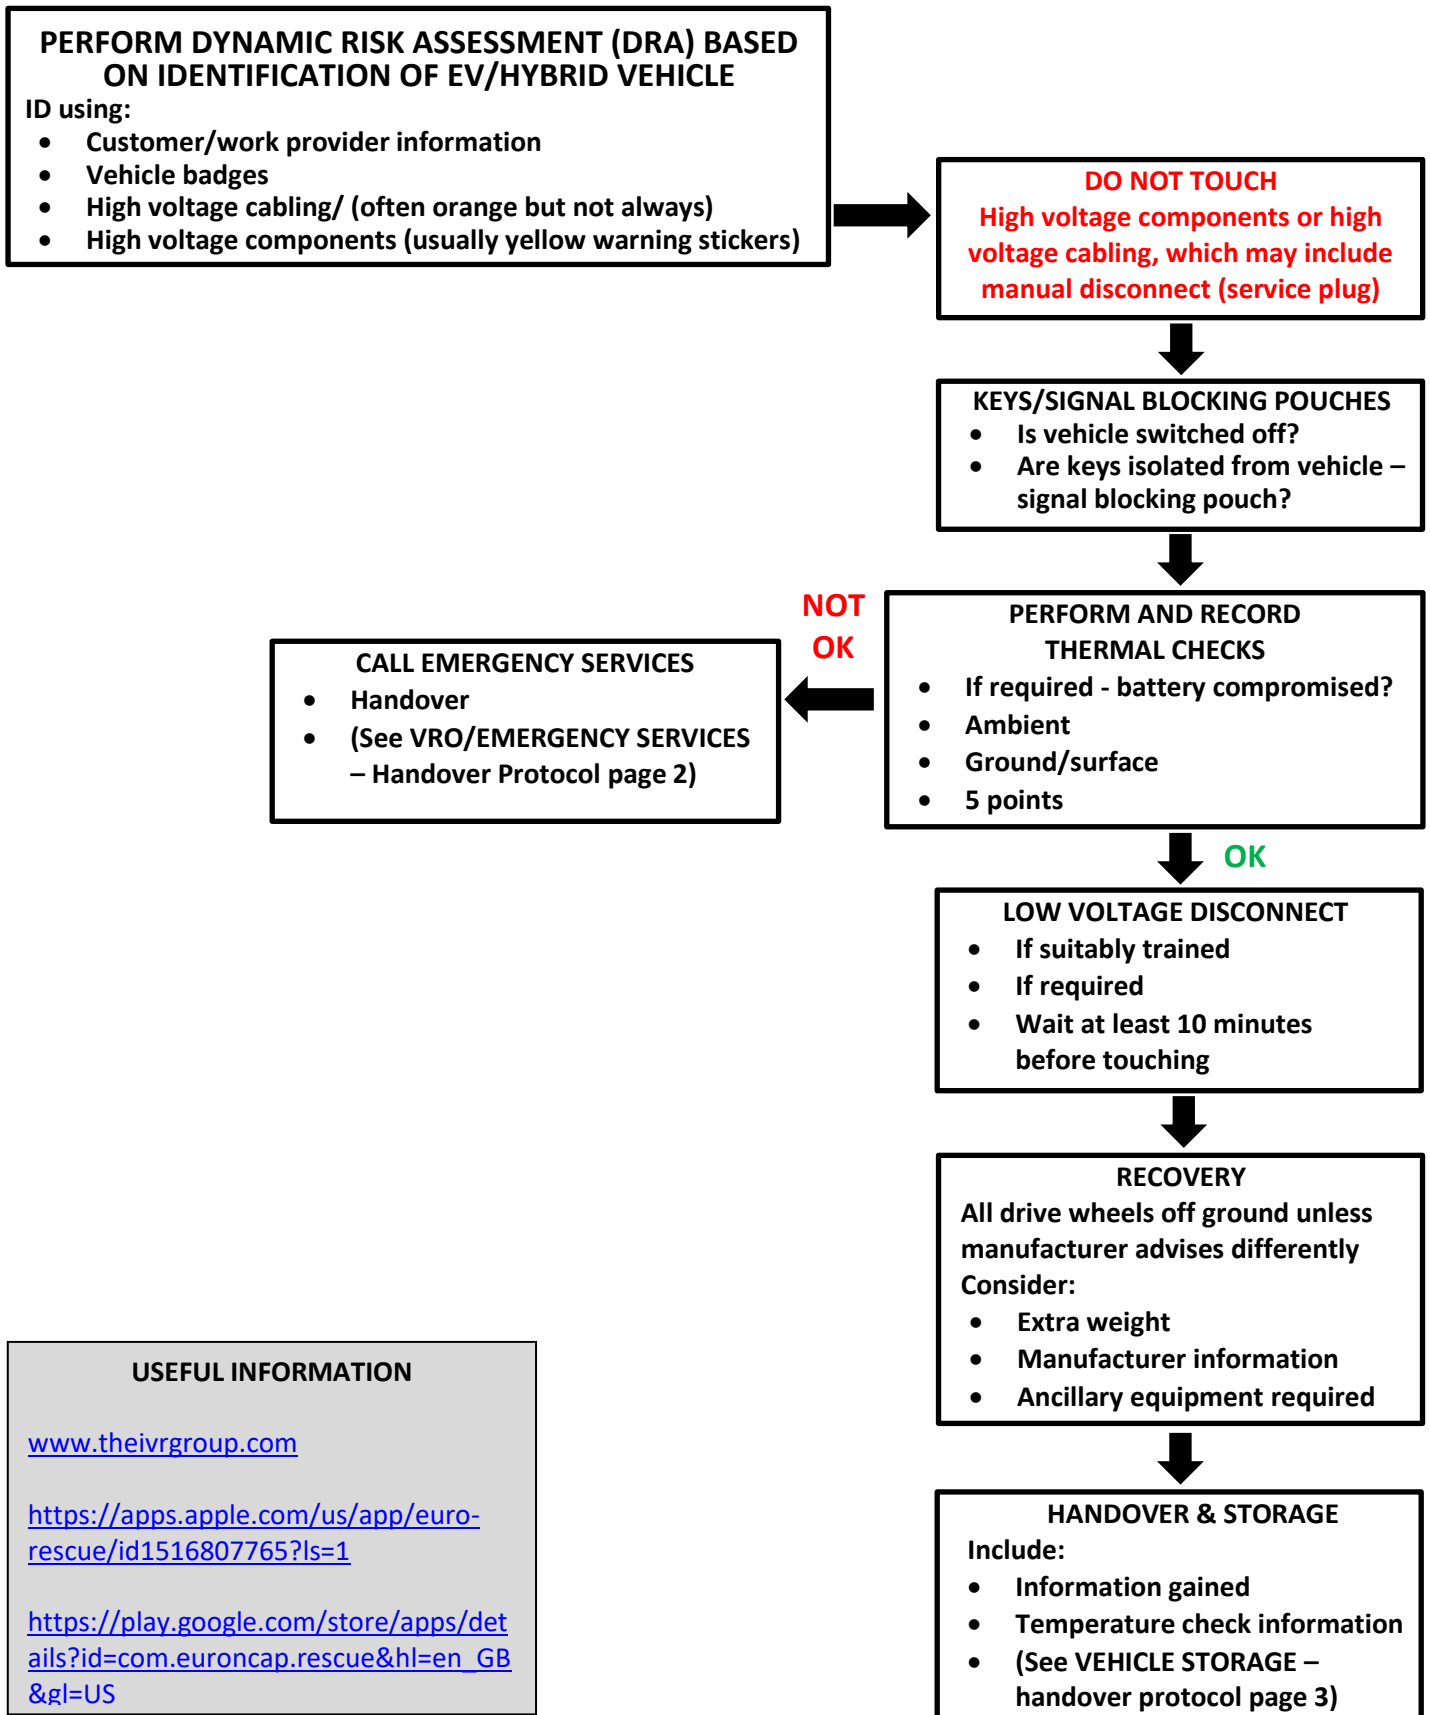 PERFORM DYNAMIC RISK ASSESSMENT (DRA) BASED
ON IDENTIFICATION OF EV/HYBRID VEHICLE
ID using:
• Customer/work provider information
• Vehicle badges
• High voltage cabling/ (often orange but not always)
• High voltage components (usually yellow warning stickers)
DO NOT TOUCH
High voltage components or high
voltage cabling, which may include
manual disconnect (service plug)
KEYS/SIGNAL BLOCKING POUCHES
• Is vehicle switched off?
• Are keys isolated from vehicle –
signal blocking pouch?
PERFORM AND RECORD
THERMAL CHECKS
• If required - battery compromised?
• Ambient
• Ground/surface
• 5 points
NOT
OK
CALL EMERGENCY SERVICES
• Handover
• (See VRO/EMERGENCY SERVICES
– Handover Protocol page 2)
OK
LOW VOLTAGE DISCONNECT
• If suitably trained
• If required
• Wait at least 10 minutes
before touching
RECOVERY
All drive wheels off ground unless
manufacturer advises differently
Consider:
• Extra weight
• Manufacturer information
• Ancillary equipment required
HANDOVER & STORAGE
Include:
• Information gained
• Temperature check information
• (See VEHICLE STORAGE –
handover protocol page 3)
USEFUL INFORMATION
www.theivrgroup.com
https://apps.apple.com/us/app/euro-
rescue/id1516807765?ls=1
https://play.google.com/store/apps/det
ails?id=com.euroncap.rescue&hl=en_GB
&gl=US